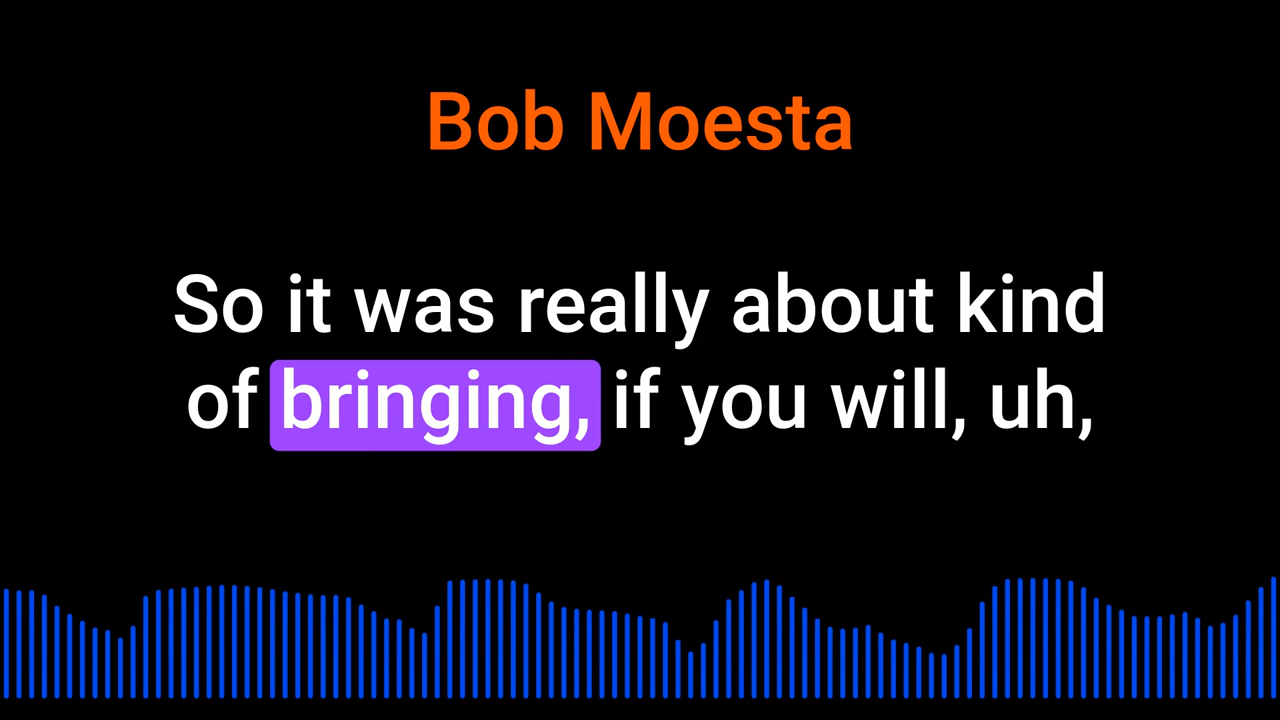 Bob Moesta
So it was really about kind
of bringing, if you will, uh,